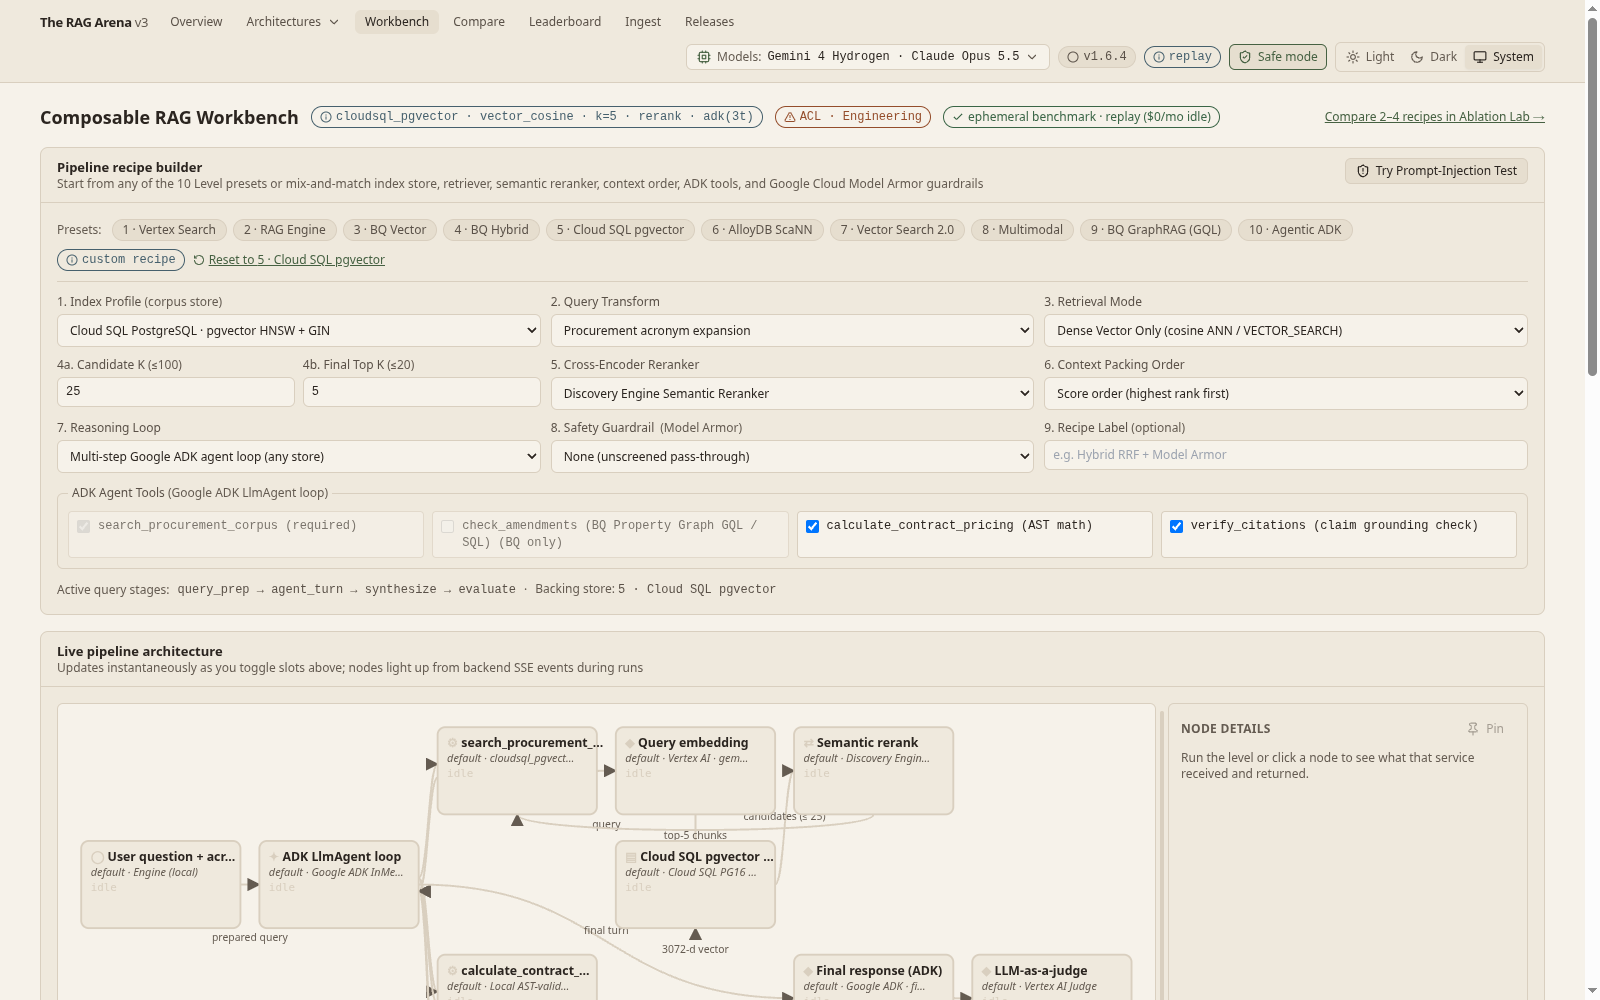 The RAG Arena v3 Overview Architectures Workbench Compare Leaderboard Ingest Releases
Models: Gemini 4 Hydrogen · Claude Opus 5.5 v1.6.4 replay Safe mode Light Dark System
Composable RAG Workbench cloudsql_pgvector · vector_cosine · k=5 · rerank · adk(3t) ACL · Engineering ephemeral benchmark · replay ($0/mo idle) Compare 2–4 recipes in Ablation Lab →
Pipeline recipe builder
Start from any of the 10 Level presets or mix-and-match index store, retriever, semantic reranker, context order, ADK tools, and Google Cloud Model Armor guardrails
Try Prompt-Injection Test
Presets: 1 · Vertex Search 2 · RAG Engine 3 · BQ Vector 4 · BQ Hybrid 5 · Cloud SQL pgvector 6 · AlloyDB ScaNN 7 · Vector Search 2.0 8 · Multimodal 9 · BQ GraphRAG (GQL) 10 · Agentic ADK
custom recipe Reset to 5 · Cloud SQL pgvector
1. Index Profile (corpus store) 2. Query Transform 3. Retrieval Mode
Cloud SQL PostgreSQL · pgvector HNSW + GIN Procurement acronym expansion Dense Vector Only (cosine ANN / VECTOR_SEARCH)
4a. Candidate K (≤100) 4b. Final Top K (≤20) 5. Cross-Encoder Reranker 6. Context Packing Order
25 5 Discovery Engine Semantic Reranker Score order (highest rank first)
7. Reasoning Loop 8. Safety Guardrail (Model Armor) 9. Recipe Label (optional)
Multi-step Google ADK agent loop (any store) None (unscreened pass-through) e.g. Hybrid RRF + Model Armor
ADK Agent Tools (Google ADK LlmAgent loop)
search_procurement_corpus (required) check_amendments (BQ Property Graph GQL / calculate_contract_pricing (AST math) verify_citations (claim grounding check)
SQL) (BQ only)
Active query stages: query_prep → agent_turn → synthesize → evaluate · Backing store: 5 · Cloud SQL pgvector
Live pipeline architecture
Updates instantaneously as you toggle slots above; nodes light up from backend SSE events during runs
NODE DETAILS Pin
Run the level or click a node to see what that service
received and returned.
search_procurement_... Query embedding Semantic rerank
default · cloudsql_pgvect... default · Vertex AI · gem... default · Discovery Engin...
idle idle idle
candidates (≤ 25)
query
top-5 chunks
User question + acr... ADK LlmAgent loop Cloud SQL pgvector ...
default · Engine (local) default · Google ADK InMe... default · Cloud SQL PG16 ...
idle idle idle
final turn
prepared query
3072-d vector
calculate_contract_... Final response (ADK) LLM-as-a-judge
default · Local AST-valid... default · Google ADK · fi... default · Vertex AI Judge
idle idle idle